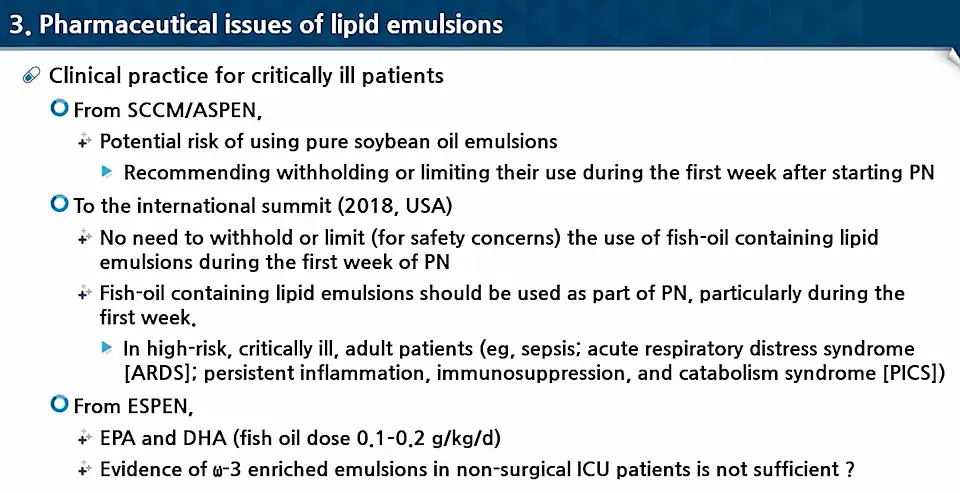 3. Pharmaceutical issues of lipid emulsions
Clinical practice for critically ill patients
From SCCM/ASPEN,
Potential risk of using pure soybean oil emulsions
Recommending withholding or limiting their use during the first week after starting PN
To the international summit (2018, USA)
No need to withhold or limit (for safety concerns) the use of fish-oil containing lipid
emulsions during the first week of PN
Fish-oil containing lipid emulsions should be used as part of PN, particularly during the
first week.
In high-risk, critically ill, adult patients (eg, sepsis; acute respiratory distress syndrome
[ARDS]; persistent inflammation, immunosuppression, and catabolism syndrome [PICS])
From ESPEN,
EPA and DHA (fish oil dose 0.1-0.2 g/kg/d)
Evidence of ω-3 enriched emulsions in non-surgical ICU patients is not sufficient ?